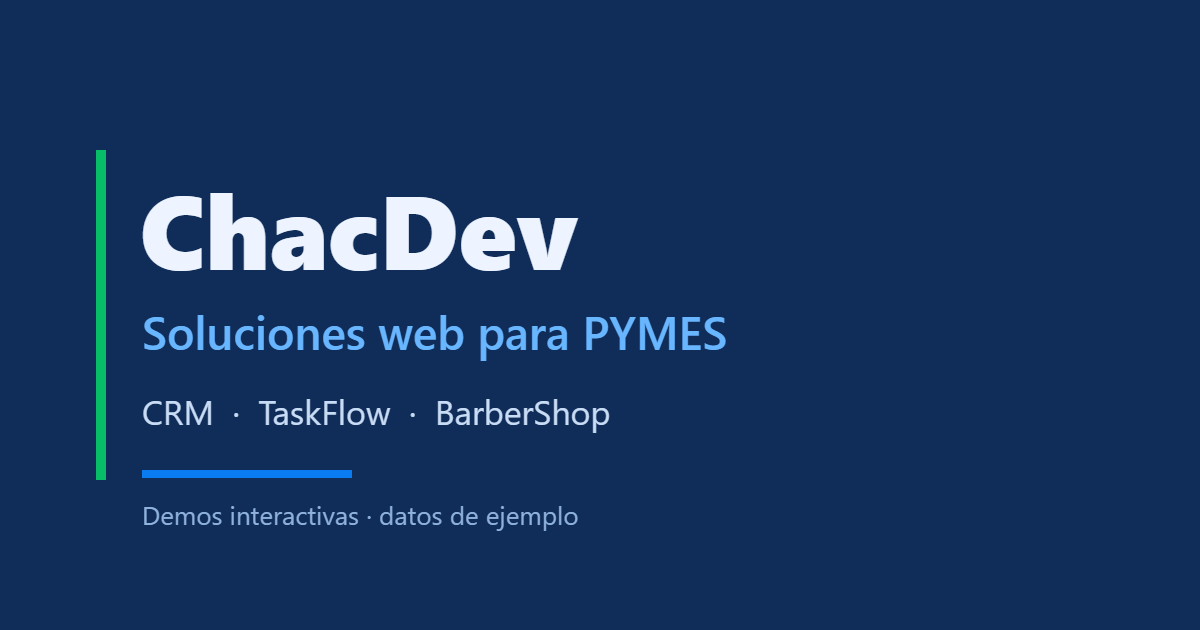 ChacDev
Soluciones web para PYMES
CRM · TaskFlow · BarberShop
Demos interactivas · datos de ejemplo